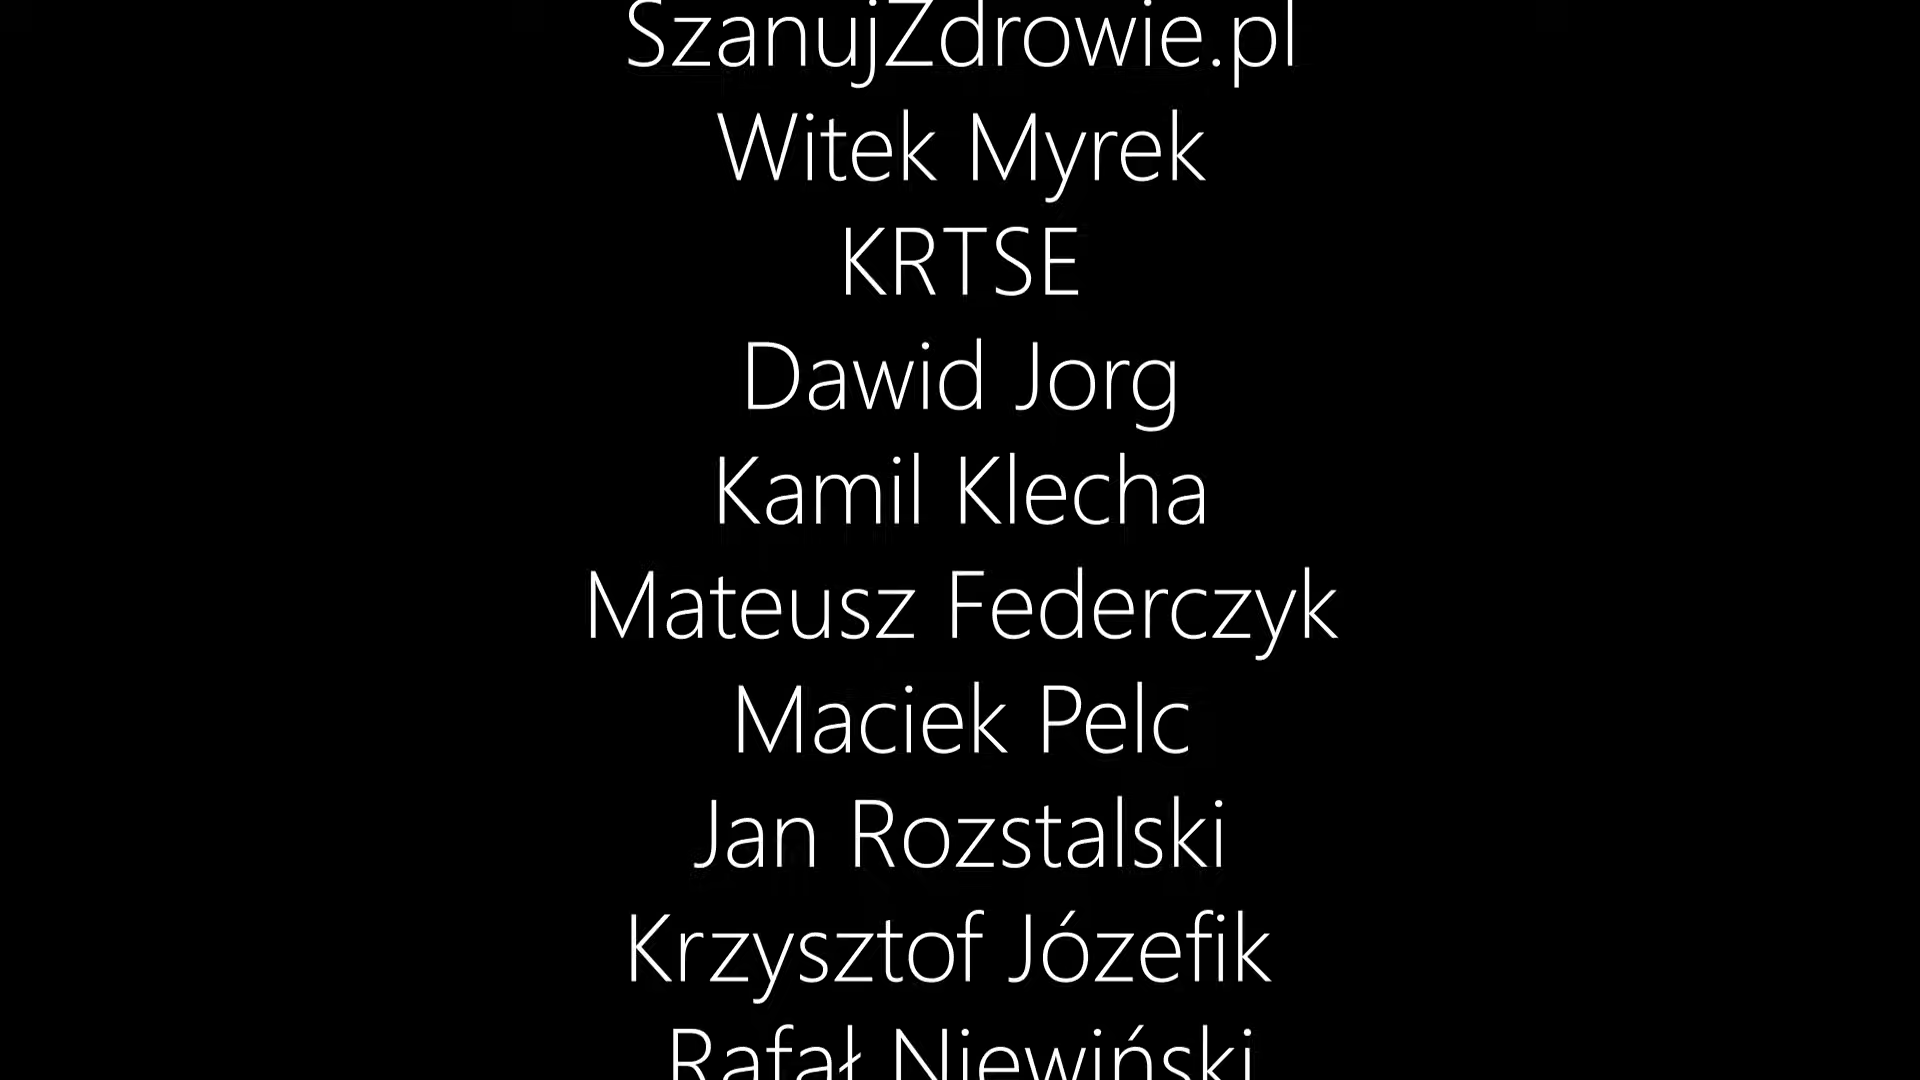 SzanujZdrowie.pl
Witek Myrek
KRTSE
Dawid Jorg
Kamil Klecha
Mateusz Federczyk
Maciek Pelc
Jan Rozstalski
Krzysztof Józefik
Rafał Niewiński